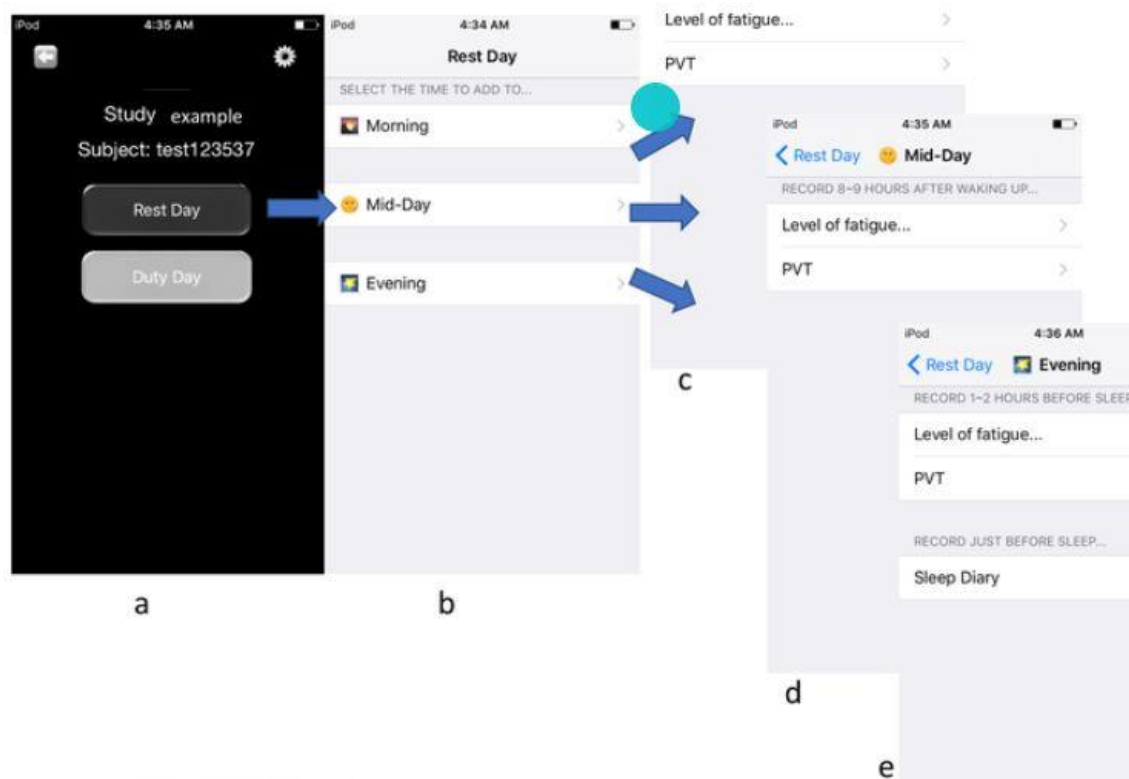 iPod 4:35 AM
Study example
Subject: test123537
Rest Day
Duty Day
a
iPod 4:34 AM
Rest Day
SELECT THE TIME TO ADD TO...
Morning
Mid-Day
Evening
b
Level of fatigue...
PVT
c
iPod 4:35 AM
Rest Day Mid-Day
RECORD 8~9 HOURS AFTER WAKING UP...
Level of fatigue...
PVT
d
iPod 4:36 AM
Rest Day Evening
RECORD 1~2 HOURS BEFORE SLEEP
Level of fatigue...
PVT
RECORD JUST BEFORE SLEEP...
Sleep Diary
e